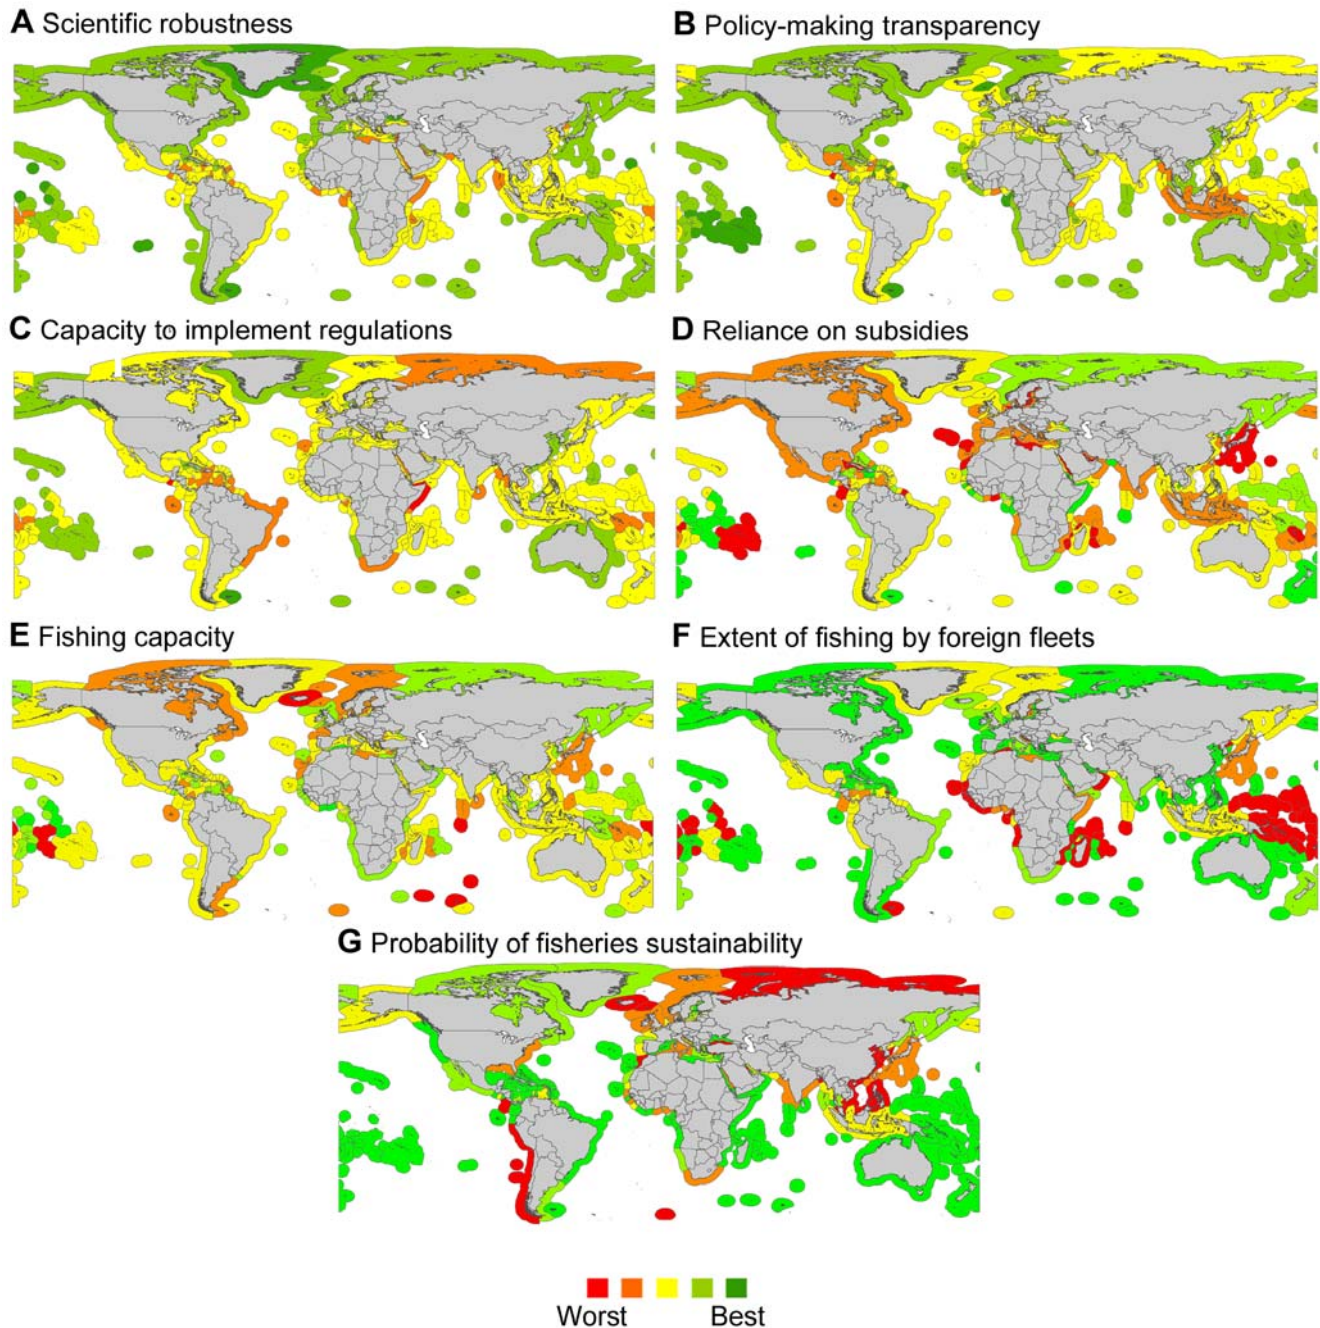 A Scientific robustness
B Policy-making transparency
C Capacity to implement regulations
D Reliance on subsidies
E Fishing capacity
F Extent of fishing by foreign fleets
G Probability of fisheries sustainability
Worst Best